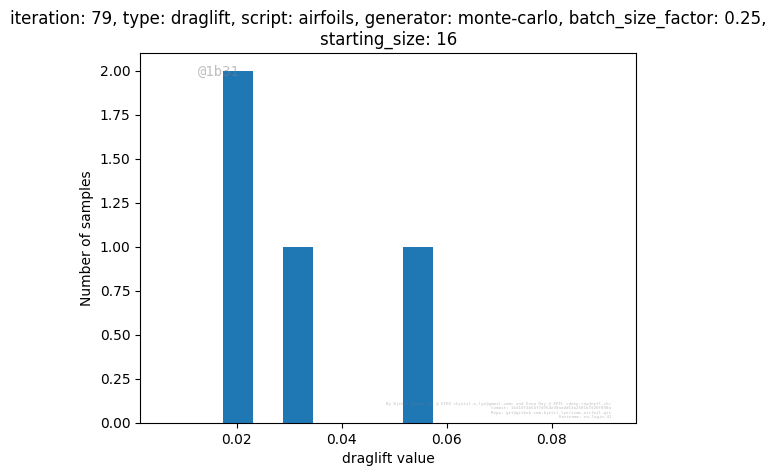 iteration: 79, type: draglift, script: airfoils, generator: monte-carlo, batch_size_factor: 0.25,
starting_size: 16
@1b31
2.00
1.75
1.50
1.25
1.00
0.75
0.50
0.25
0.00
Number of samples
0.02 0.04 0.06 0.08
draglift value